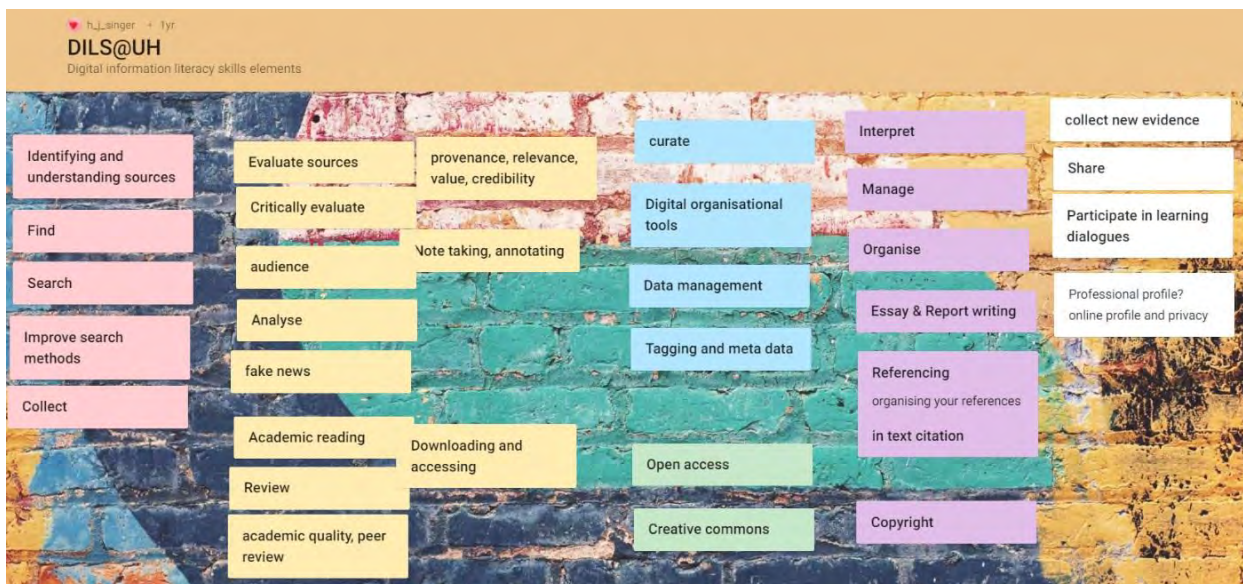 h_j_singer + 1yr
DILS@UH
Digital information literacy skills elements
Identifying and
understanding sources
Find
Search
Improve search
methods
Collect
Evaluate sources
Critically evaluate
audience
Analyse
fake news
Academic reading
Review
academic quality, peer
review
provenance, relevance,
value, credibility
Note taking, annotating
Downloading and
accessing
curate
Digital organisational
tools
Data management
Tagging and meta data
Open access
Creative commons
Interpret
Manage
Organise
Essay & Report writing
Referencing
organising your references
in text citation
Copyright
collect new evidence
Share
Participate in learning
dialogues
Professional profile?
online profile and privacy